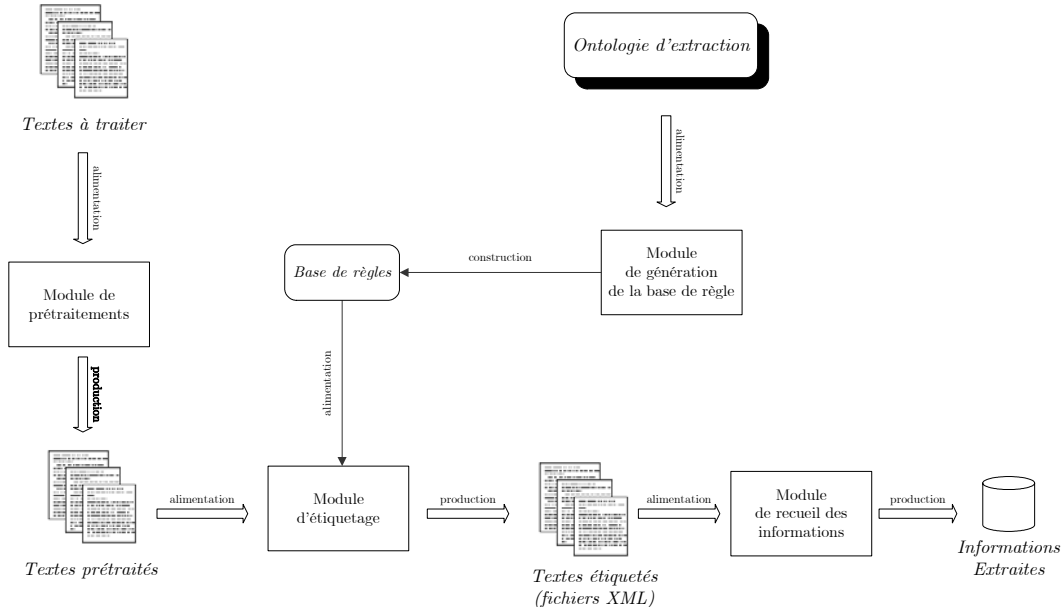 Ontologie d'extraction
Textes à traiter
alimentation
alimentation
Module
de génération
de la base de règle
construction
Base de règles
Module de
prétraitements
production
alimentation
Textes prétraités
alimentation
Module
d'étiquetage
production
Textes étiquetés
(fichiers XML)
alimentation
Module
de recueil des
informations
production
Informations
Extraites